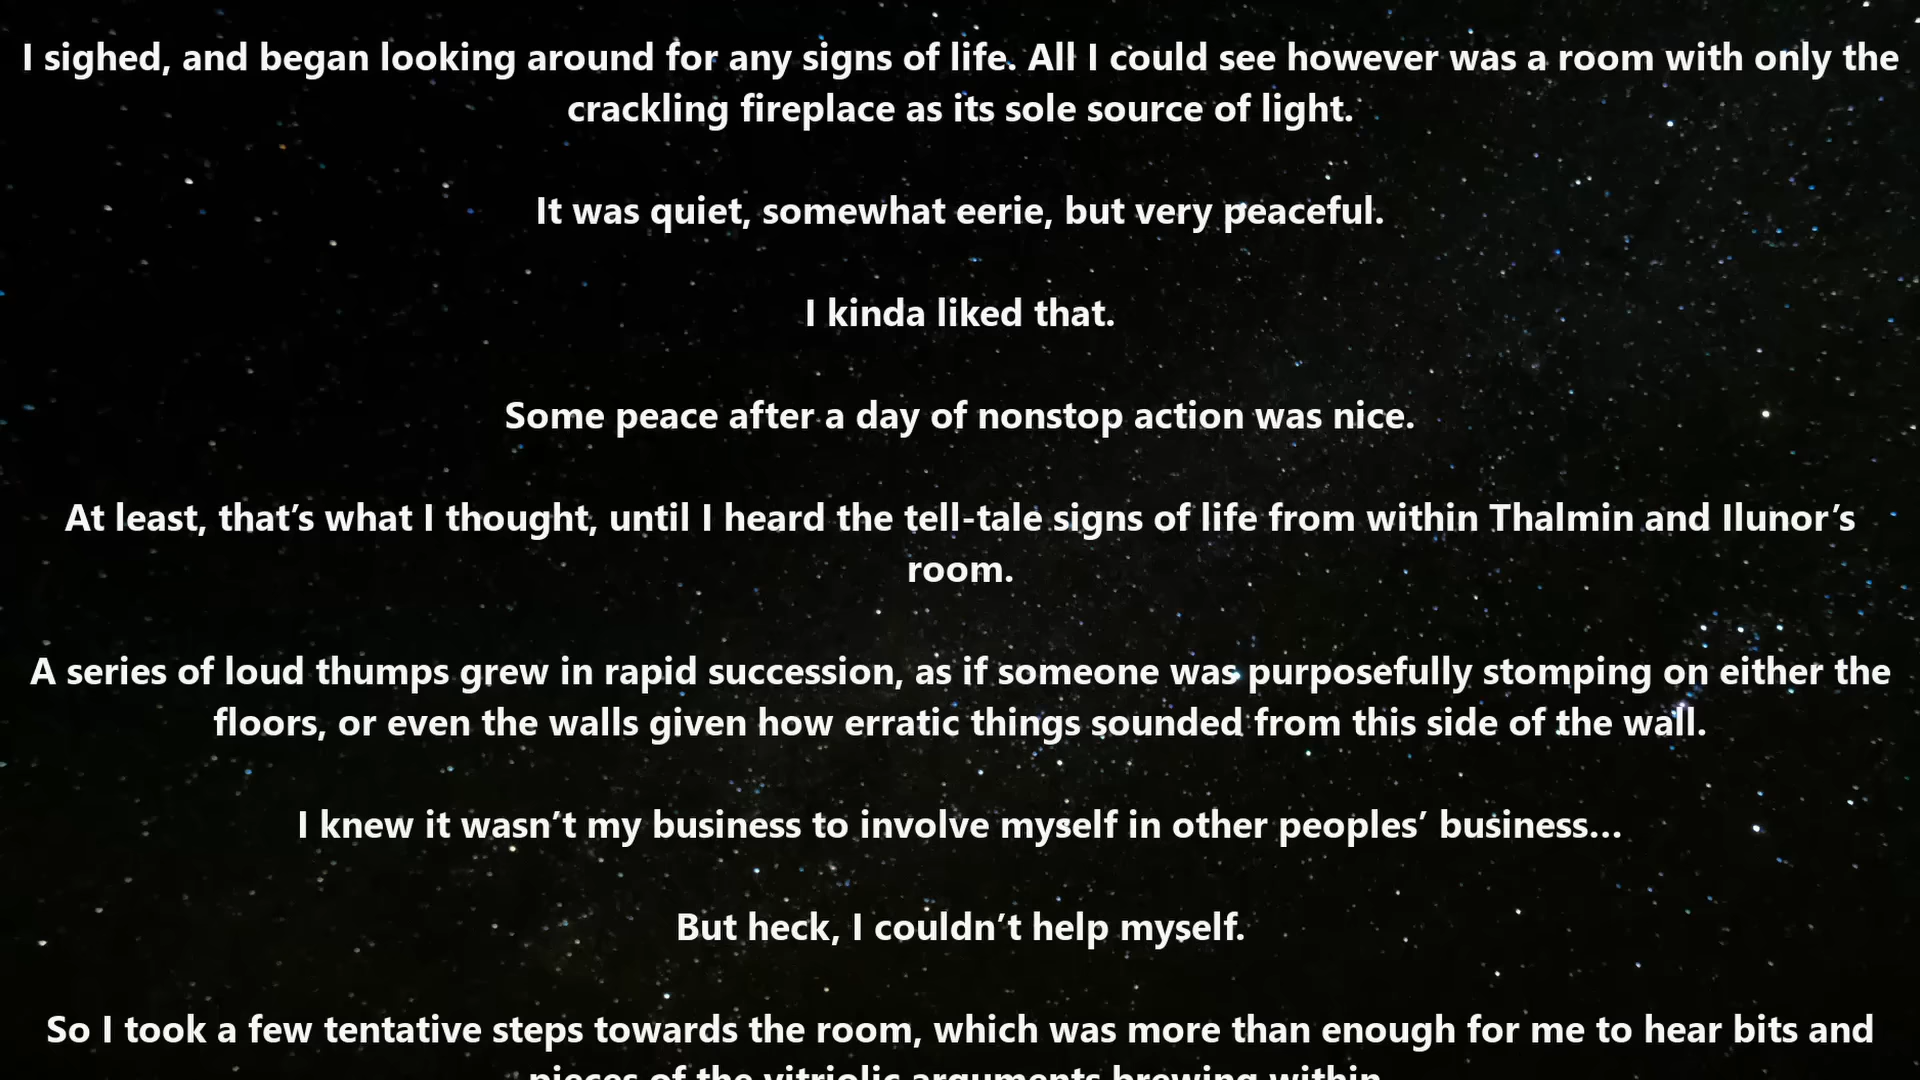 I sighed, and began looking around for any signs of life. All I could see however was a room with only the
crackling fireplace as its sole source of light.
It was quiet, somewhat eerie, but very peaceful.
I kinda liked that.
Some peace after a day of nonstop action was nice.
At least, that’s what I thought, until I heard the tell-tale signs of life from within Thalmin and Ilunor’s
room.
A series of loud thumps grew in rapid succession, as if someone was purposefully stomping on either the
floors, or even the walls given how erratic things sounded from this side of the wall.
I knew it wasn’t my business to involve myself in other peoples’ business…
But heck, I couldn’t help myself.
So I took a few tentative steps towards the room, which was more than enough for me to hear bits and
pieces of the vitriolic arguments brewing within.